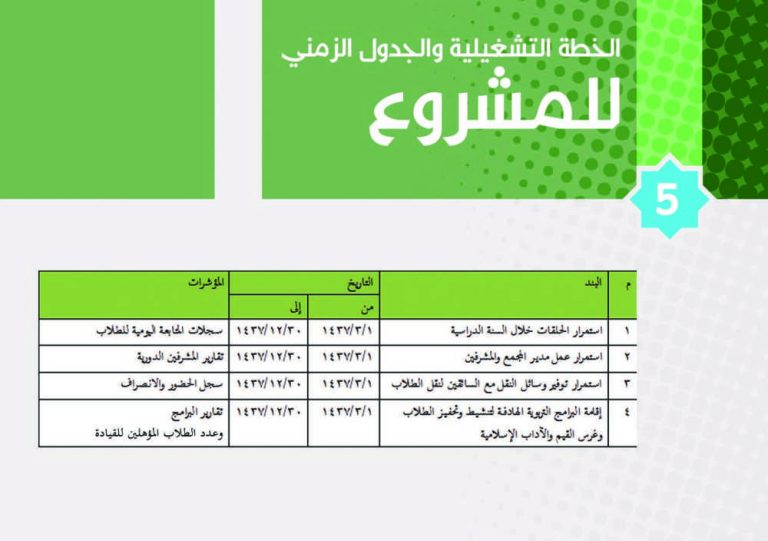 الخطة التشغيلية والجدول الزمني
للمشروع
5
م البند التاريخ المؤشرات
من إلى
١ استمرار الحلقات خلال السنة الدراسية ١٤٣٧/٣/١ ١٤٣٧/١٢/٣٠ سجلات المتابعة اليومية للطلاب
٢ استمرار عمل مدير المجمع والمشرفين ١٤٣٧/٣/١ ١٤٣٧/١٢/٣٠ تقارير المشرفين الدورية
٣ استمرار توفير وسائل النقل مع السائقين لنقل الطلاب ١٤٣٧/٣/١ ١٤٣٧/١٢/٣٠ سجل الحضور والانصراف
٤ إقامة البرامج التربوية الهادفة لتنشيط وتحفيز الطلاب ١٤٣٧/٣/١ ١٤٣٧/١٢/٣٠ تقارير البرامج
وغرس القيم والآداب الإسلامية وعدد الطلاب المؤهلين للقيادة